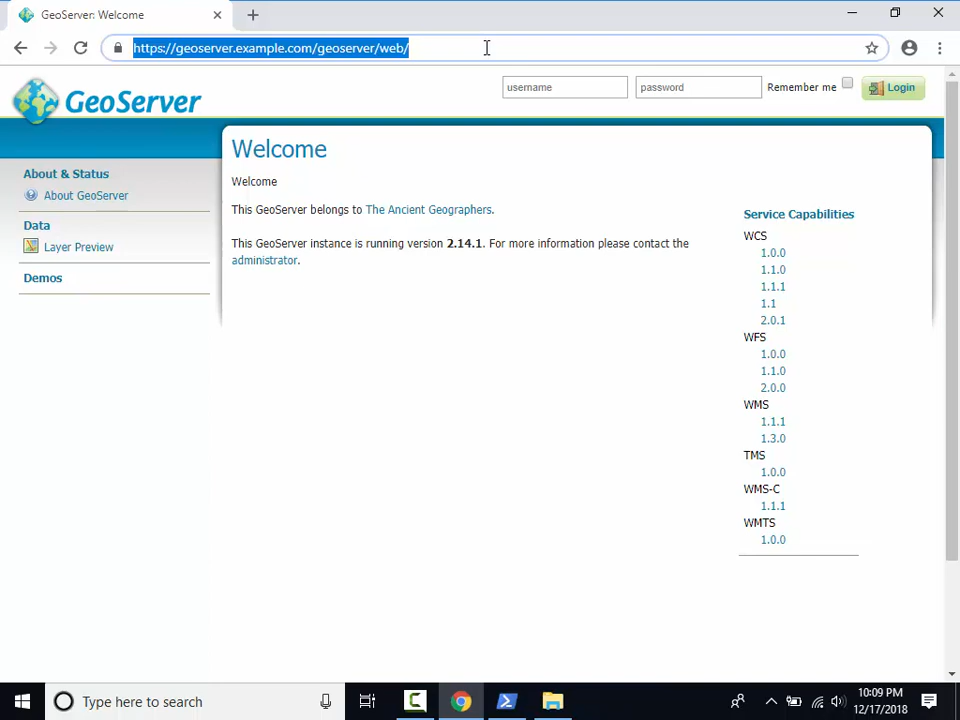 GeoServer: Welcome
https://geoserver.example.com/geoserver/web/
GeoServer
username
password
Remember me
Login
About & Status
About GeoServer
Data
Layer Preview
Demos
Welcome
Welcome
This GeoServer belongs to The Ancient Geographers.
This GeoServer instance is running version 2.14.1. For more information please contact the
administrator.
Service Capabilities
WCS
1.0.0
1.1.0
1.1.1
1.1
2.0.1
WFS
1.0.0
1.1.0
2.0.0
WMS
1.1.1
1.3.0
TMS
1.0.0
WMS-C
1.1.1
WMTS
1.0.0
Type here to search
10:09 PM
12/17/2018